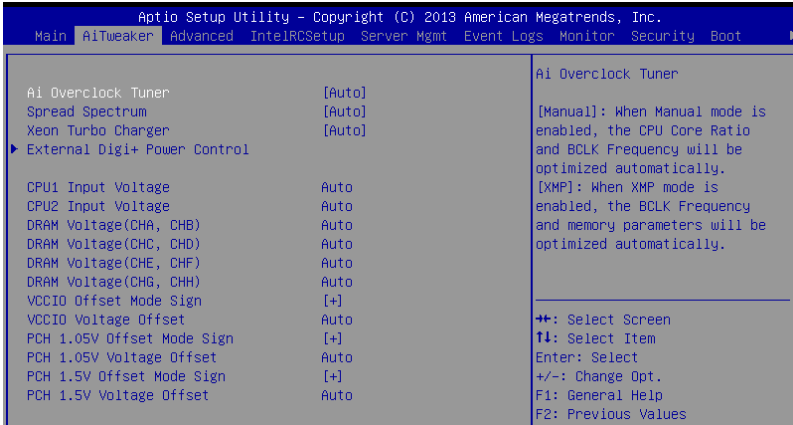 Aptio Setup Utility - Copyright (C) 2013 American Megatrends, Inc.
Main AiTweaker Advanced IntelRCSetup Server Mgmt Event Logs Monitor Security Boot
Ai Overclock Tuner [Auto]
Spread Spectrum [Auto]
Xeon Turbo Charger [Auto]
External Digi+ Power Control
CPU1 Input Voltage Auto
CPU2 Input Voltage Auto
DRAM Voltage(CHA, CHB) Auto
DRAM Voltage(CHC, CHD) Auto
DRAM Voltage(CHE, CHF) Auto
DRAM Voltage(CHG, CHH) Auto
VCCIO Offset Mode Sign [+]
VCCIO Voltage Offset Auto
PCH 1.05V Offset Mode Sign [+]
PCH 1.05V Voltage Offset Auto
PCH 1.5V Offset Mode Sign [+]
PCH 1.5V Voltage Offset Auto
Ai Overclock Tuner
[Manual]: When Manual mode is
enabled, the CPU Core Ratio
and BCLK Frequency will be
optimized automatically.
[XMP]: When XMP mode is
enabled, the BCLK Frequency
and memory parameters will be
optimized automatically.
→←: Select Screen
↑↓: Select Item
Enter: Select
+/-: Change Opt.
F1: General Help
F2: Previous Values